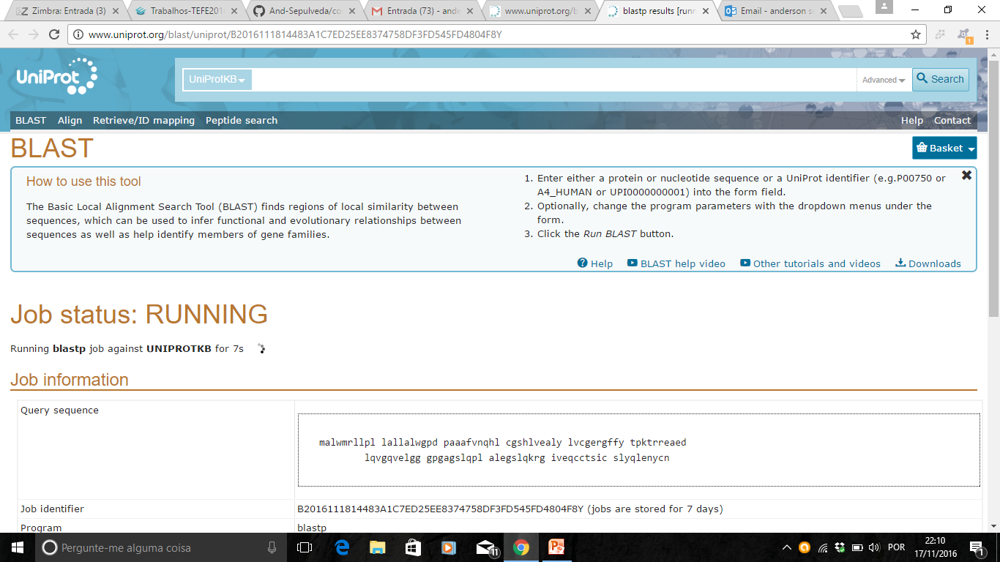 Zimbra: Entrada (3)
Trabalhos-TEFE201
And-Sepulveda/co
Entrada (73) - and
www.uniprot.org/b
blastp results [runn
Email - anderson s
www.uniprot.org/blast/uniprot/B2016111814483A1C7ED25EE8374758DF3FD545FD4804F8Y
1
UniProt
UniProtKB
Advanced
Search
BLAST Align Retrieve/ID mapping Peptide search
Help Contact
BLAST
Basket
How to use this tool
The Basic Local Alignment Search Tool (BLAST) finds regions of local similarity between
sequences, which can be used to infer functional and evolutionary relationships between
sequences as well as help identify members of gene families.
1. Enter either a protein or nucleotide sequence or a UniProt identifier (e.g.P00750 or
A4_HUMAN or UPI0000000001) into the form field.
2. Optionally, change the program parameters with the dropdown menus under the
form.
3. Click the Run BLAST button.
Help BLAST help video Other tutorials and videos Downloads
Job status: RUNNING
Running blastp job against UNIPROTKB for 7s
Job information
Query sequence
malwmrllpl lallalwgpd paaafvnqhl cgshlvealy lvcgergffy tpktrreaed
lqvgqvelgg gpgagslqpl alegslqkrg iveqcctsic slyqlenycn
Job identifier
B2016111814483A1C7ED25EE8374758DF3FD545FD4804F8Y (jobs are stored for 7 days)
Program
blastp
Pergunte-me alguma coisa
11
POR
22:10
17/11/2016
1